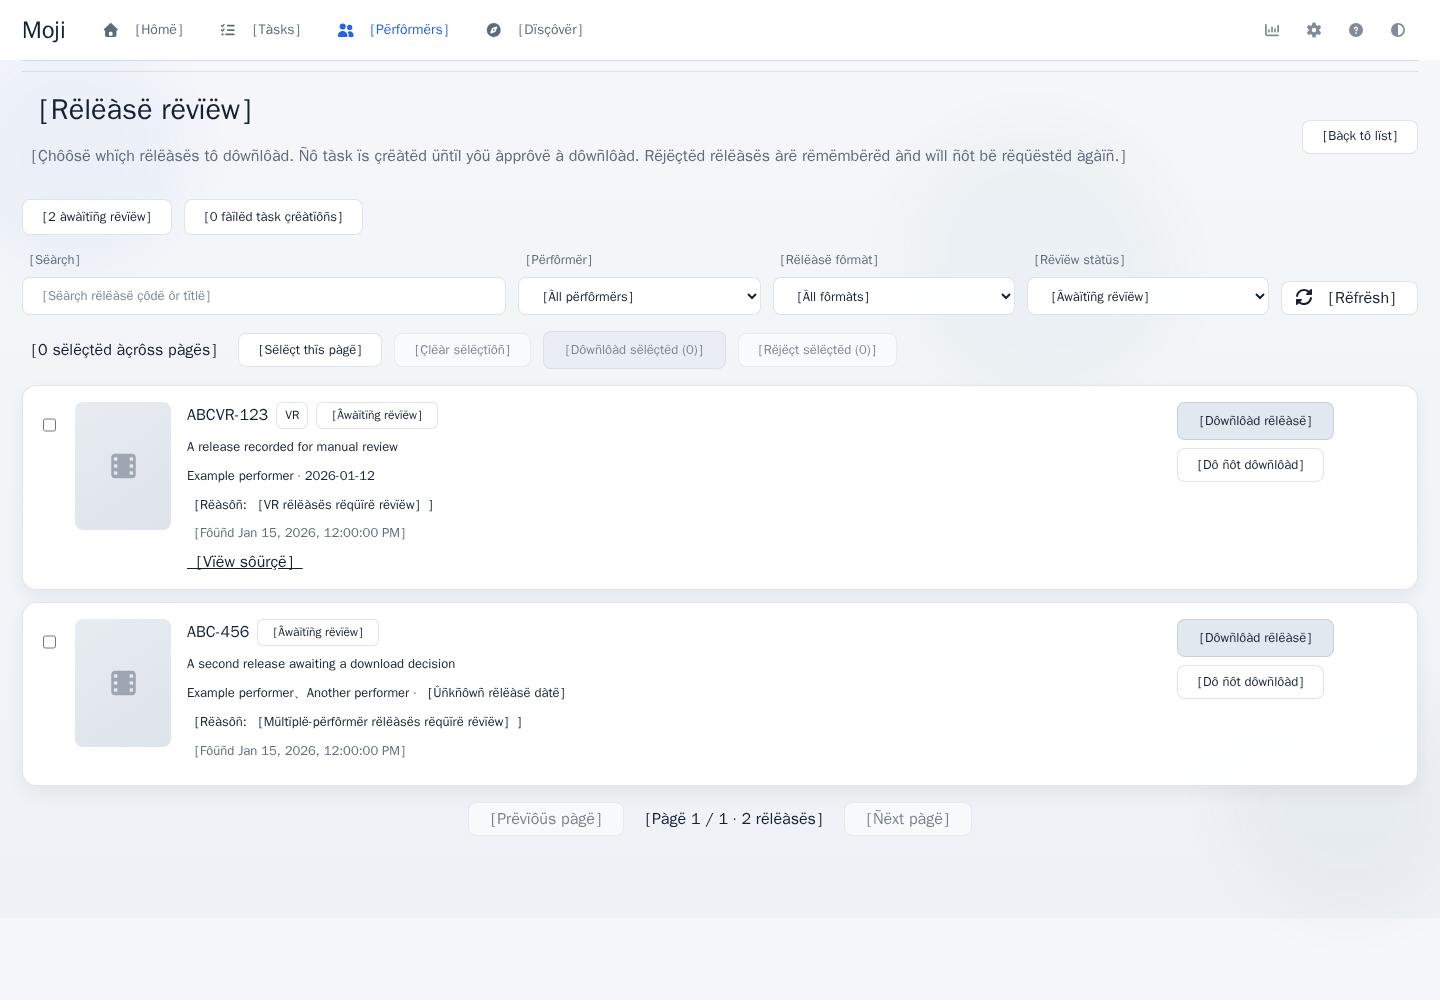 Moji [Hômë] [Tàsks] [Përfôrmërs] [Dïsçôvër]
[Rëlëàsë rëvïëw]
[Bàçk tô lïst]
[Çhôôsë whïçh rëlëàsës tô dôwñlôàd. Ñô tàsk ïs çrëàtëd üñtïl yôü àpprôvë à dôwñlôàd. Rëjëçtëd rëlëàsës àrë rëmëmbërëd àñd wïll ñôt bë rëqüëstëd àgàïñ.]
[2 àwàïtïñg rëvïëw] [0 fàïlëd tàsk çrëàtïôñs]
[Sëàrçh] [Përfôrmër] [Rëlëàsë fôrmàt] [Rëvïëw stàtüs]
[Sëàrçh rëlëàsë çôdë ôr tïtlë] [Àll përfôrmërs] [Àll fôrmàts] [Àwàïtïñg rëvïëw] [Rëfrësh]
[0 sëlëçtëd àçrôss pàgës] [Sëlëçt thïs pàgë] [Çlëàr sëlëçtïôñ] [Dôwñlôàd sëlëçtëd (0)] [Rëjëçt sëlëçtëd (0)]
ABCVR-123 VR [Àwàïtïñg rëvïëw]
A release recorded for manual review
Example performer · 2026-01-12
[Rëàsôñ: [VR rëlëàsës rëqüïrë rëvïëw] ]
[Fôüñd Jan 15, 2026, 12:00:00 PM]
[Vïëw sôürçë]
[Dôwñlôàd rëlëàsë]
[Dô ñôt dôwñlôàd]
ABC-456 [Àwàïtïñg rëvïëw]
A second release awaiting a download decision
Example performer、Another performer · [Üñkñôwñ rëlëàsë dàtë]
[Rëàsôñ: [Mültïplë-përfôrmër rëlëàsës rëqüïrë rëvïëw] ]
[Fôüñd Jan 15, 2026, 12:00:00 PM]
[Dôwñlôàd rëlëàsë]
[Dô ñôt dôwñlôàd]
[Prëvïôüs pàgë] [Pàgë 1 / 1 · 2 rëlëàsës] [Ñëxt pàgë]